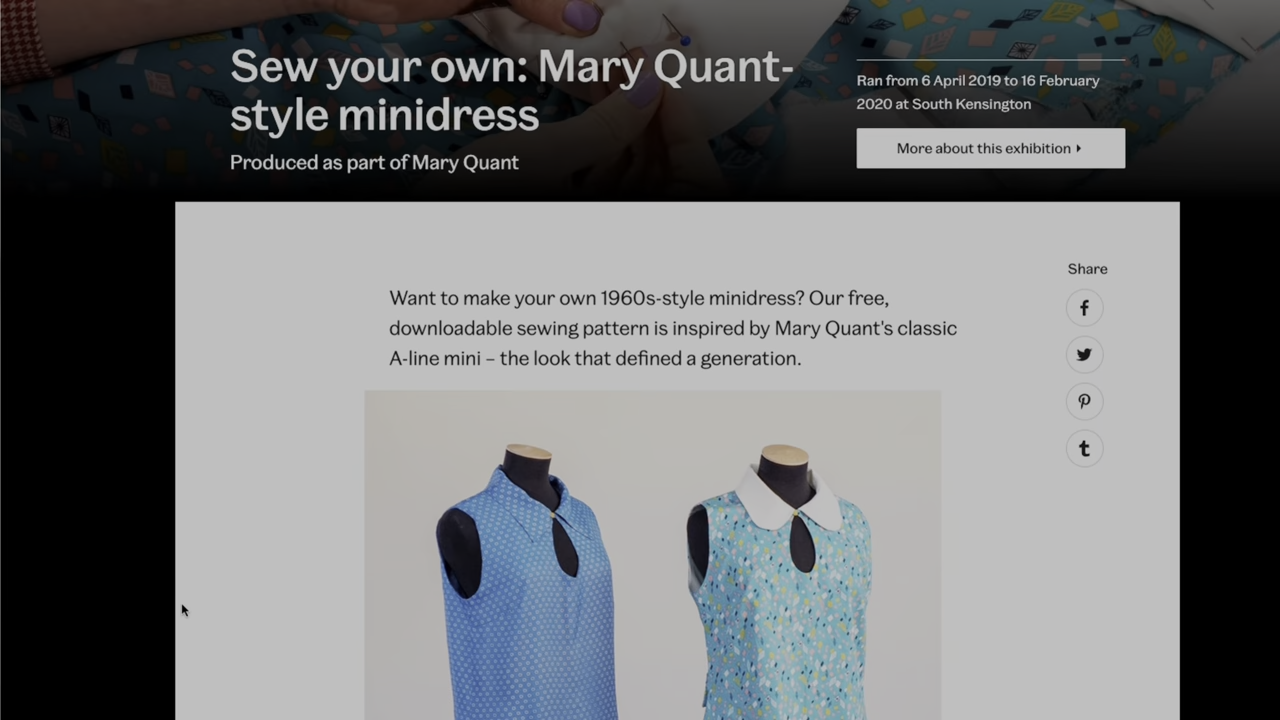 Sew your own: Mary Quant-
style minidress
Produced as part of Mary Quant
Ran from 6 April 2019 to 16 February
2020 at South Kensington
More about this exhibition
Share
Want to make your own 1960s-style minidress? Our free,
downloadable sewing pattern is inspired by Mary Quant's classic
A-line mini – the look that defined a generation.